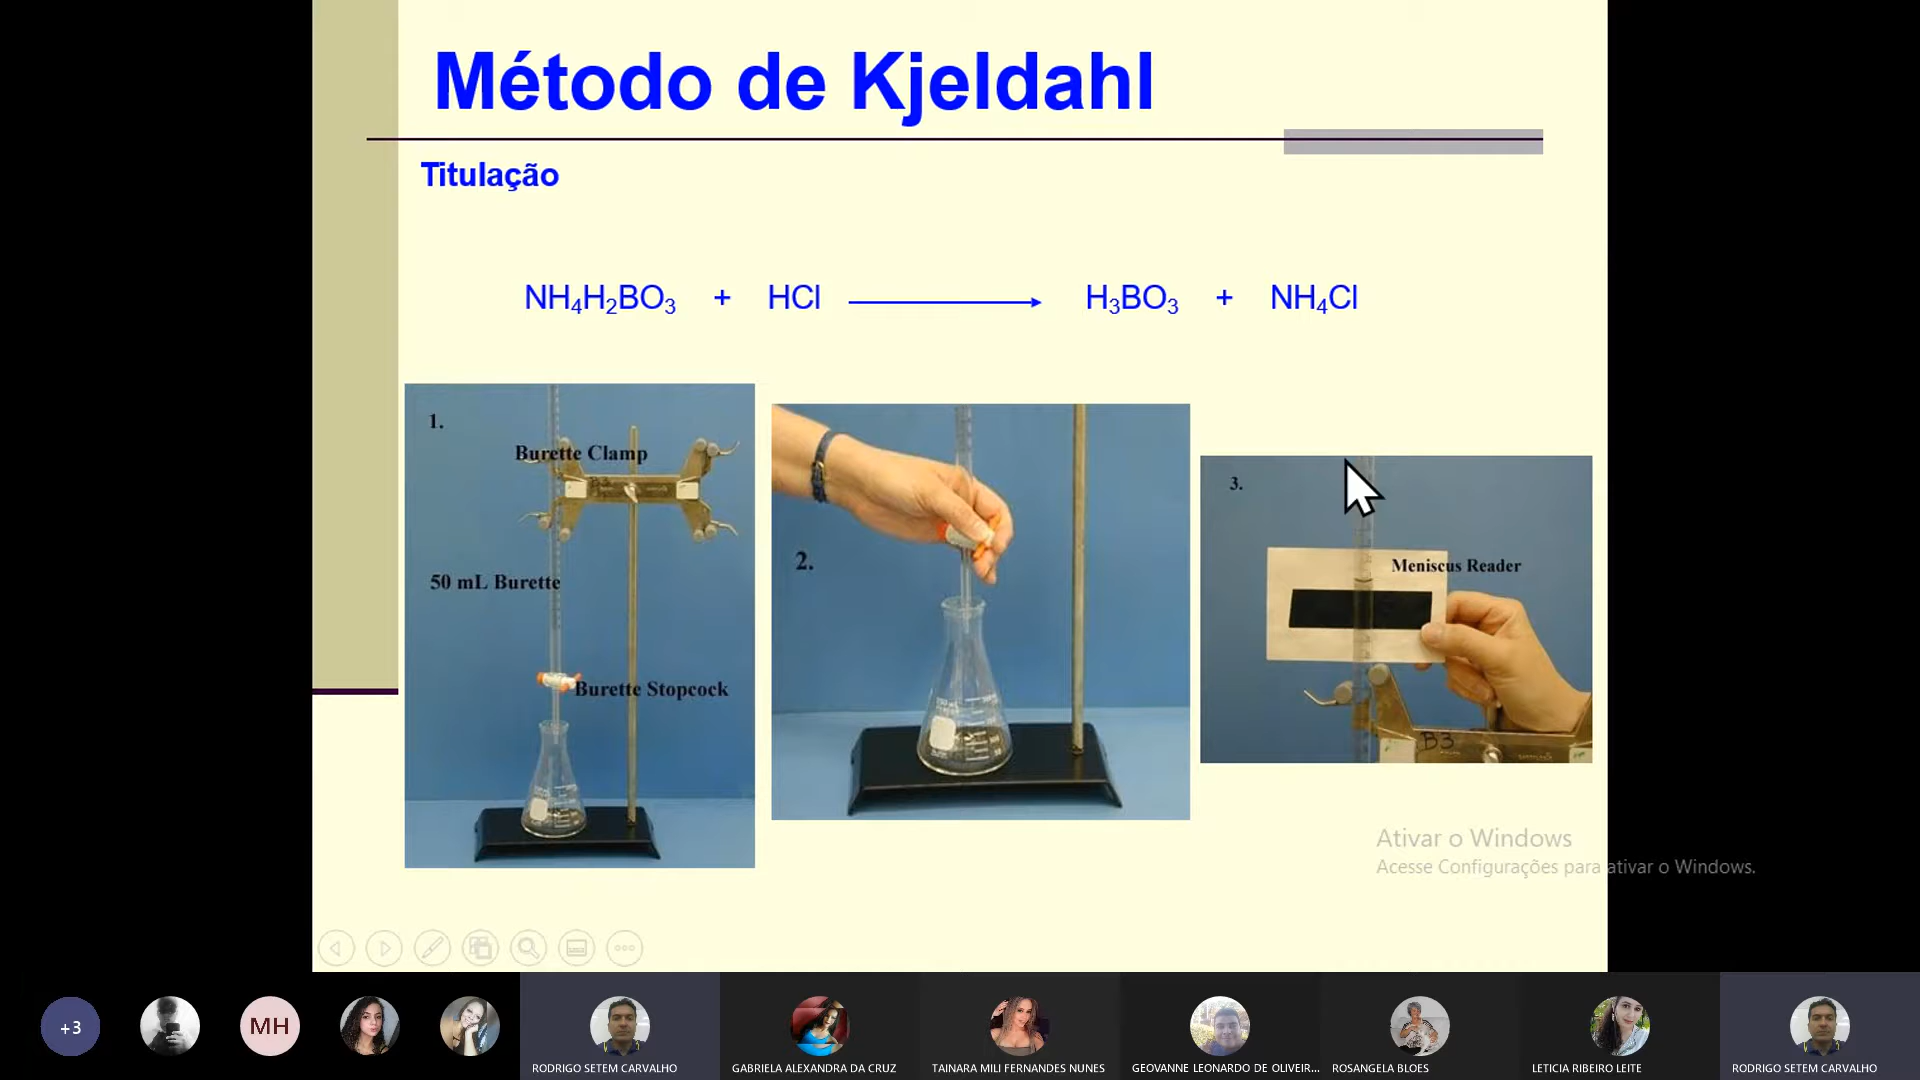 Método de Kjeldahl
Titulação
NH₄H₂BO₃ + HCl ⟶ H₃BO₃ + NH₄Cl
1.
Burette Clamp
50 mL Burette
Burette Stopcock
2.
3.
Meniscus Reader
B3
Ativar o Windows
Acesse Configurações para ativar o Windows.
+3
MH
RODRIGO SETEM CARVALHO
GABRIELA ALEXANDRA DA CRUZ
TAINARA MILI FERNANDES NUNES
GEOVANNE LEONARDO DE OLIVEIR...
ROSANGELA BLOES
LETICIA RIBEIRO LEITE
RODRIGO SETEM CARVALHO